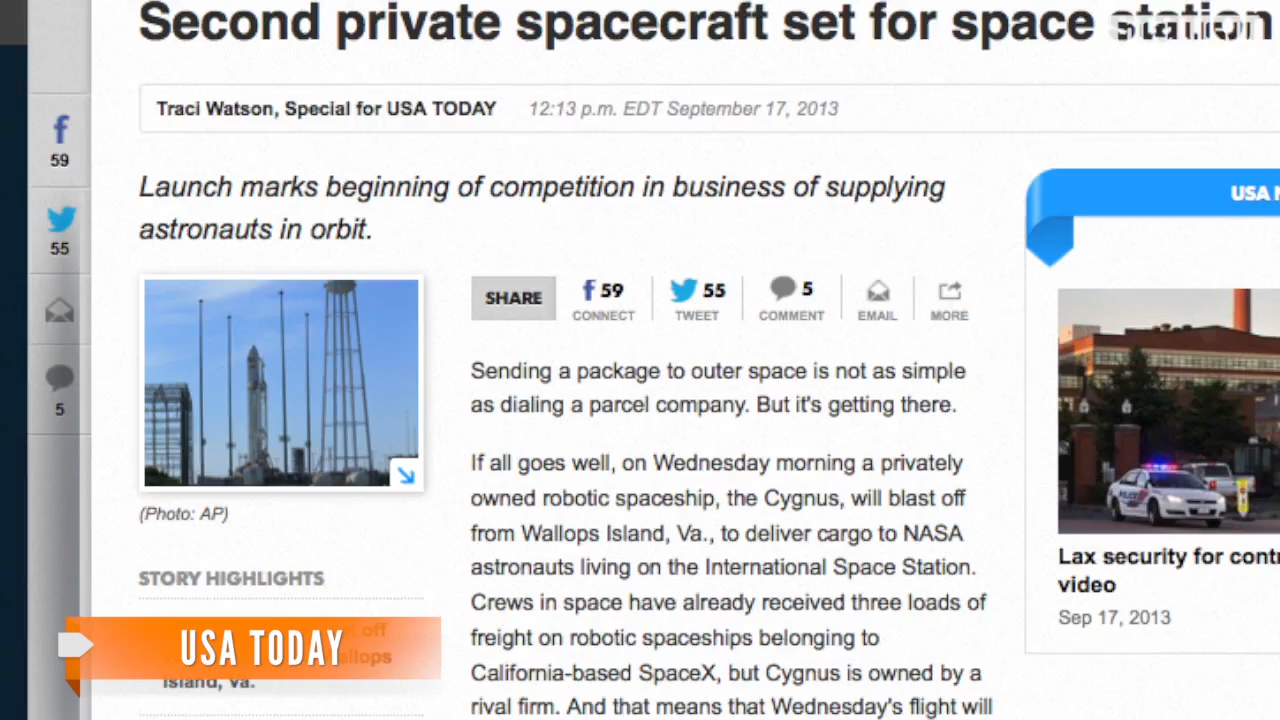 Second private spacecraft set for space station
Traci Watson, Special for USA TODAY 12:13 p.m. EDT September 17, 2013
f
59
55
5
Launch marks beginning of competition in business of supplying
astronauts in orbit.
(Photo: AP)
STORY HIGHLIGHTS
off
Island, Va.
USA TODAY
SHARE
f 59
CONNECT
55
TWEET
5
COMMENT
EMAIL
MORE
Sending a package to outer space is not as simple
as dialing a parcel company. But it's getting there.
If all goes well, on Wednesday morning a privately
owned robotic spaceship, the Cygnus, will blast off
from Wallops Island, Va., to deliver cargo to NASA
astronauts living on the International Space Station.
Crews in space have already received three loads of
freight on robotic spaceships belonging to
California-based SpaceX, but Cygnus is owned by a
rival firm. And that means that Wednesday's flight will
USA N
POLICE
Lax security for contr
video
Sep 17, 2013